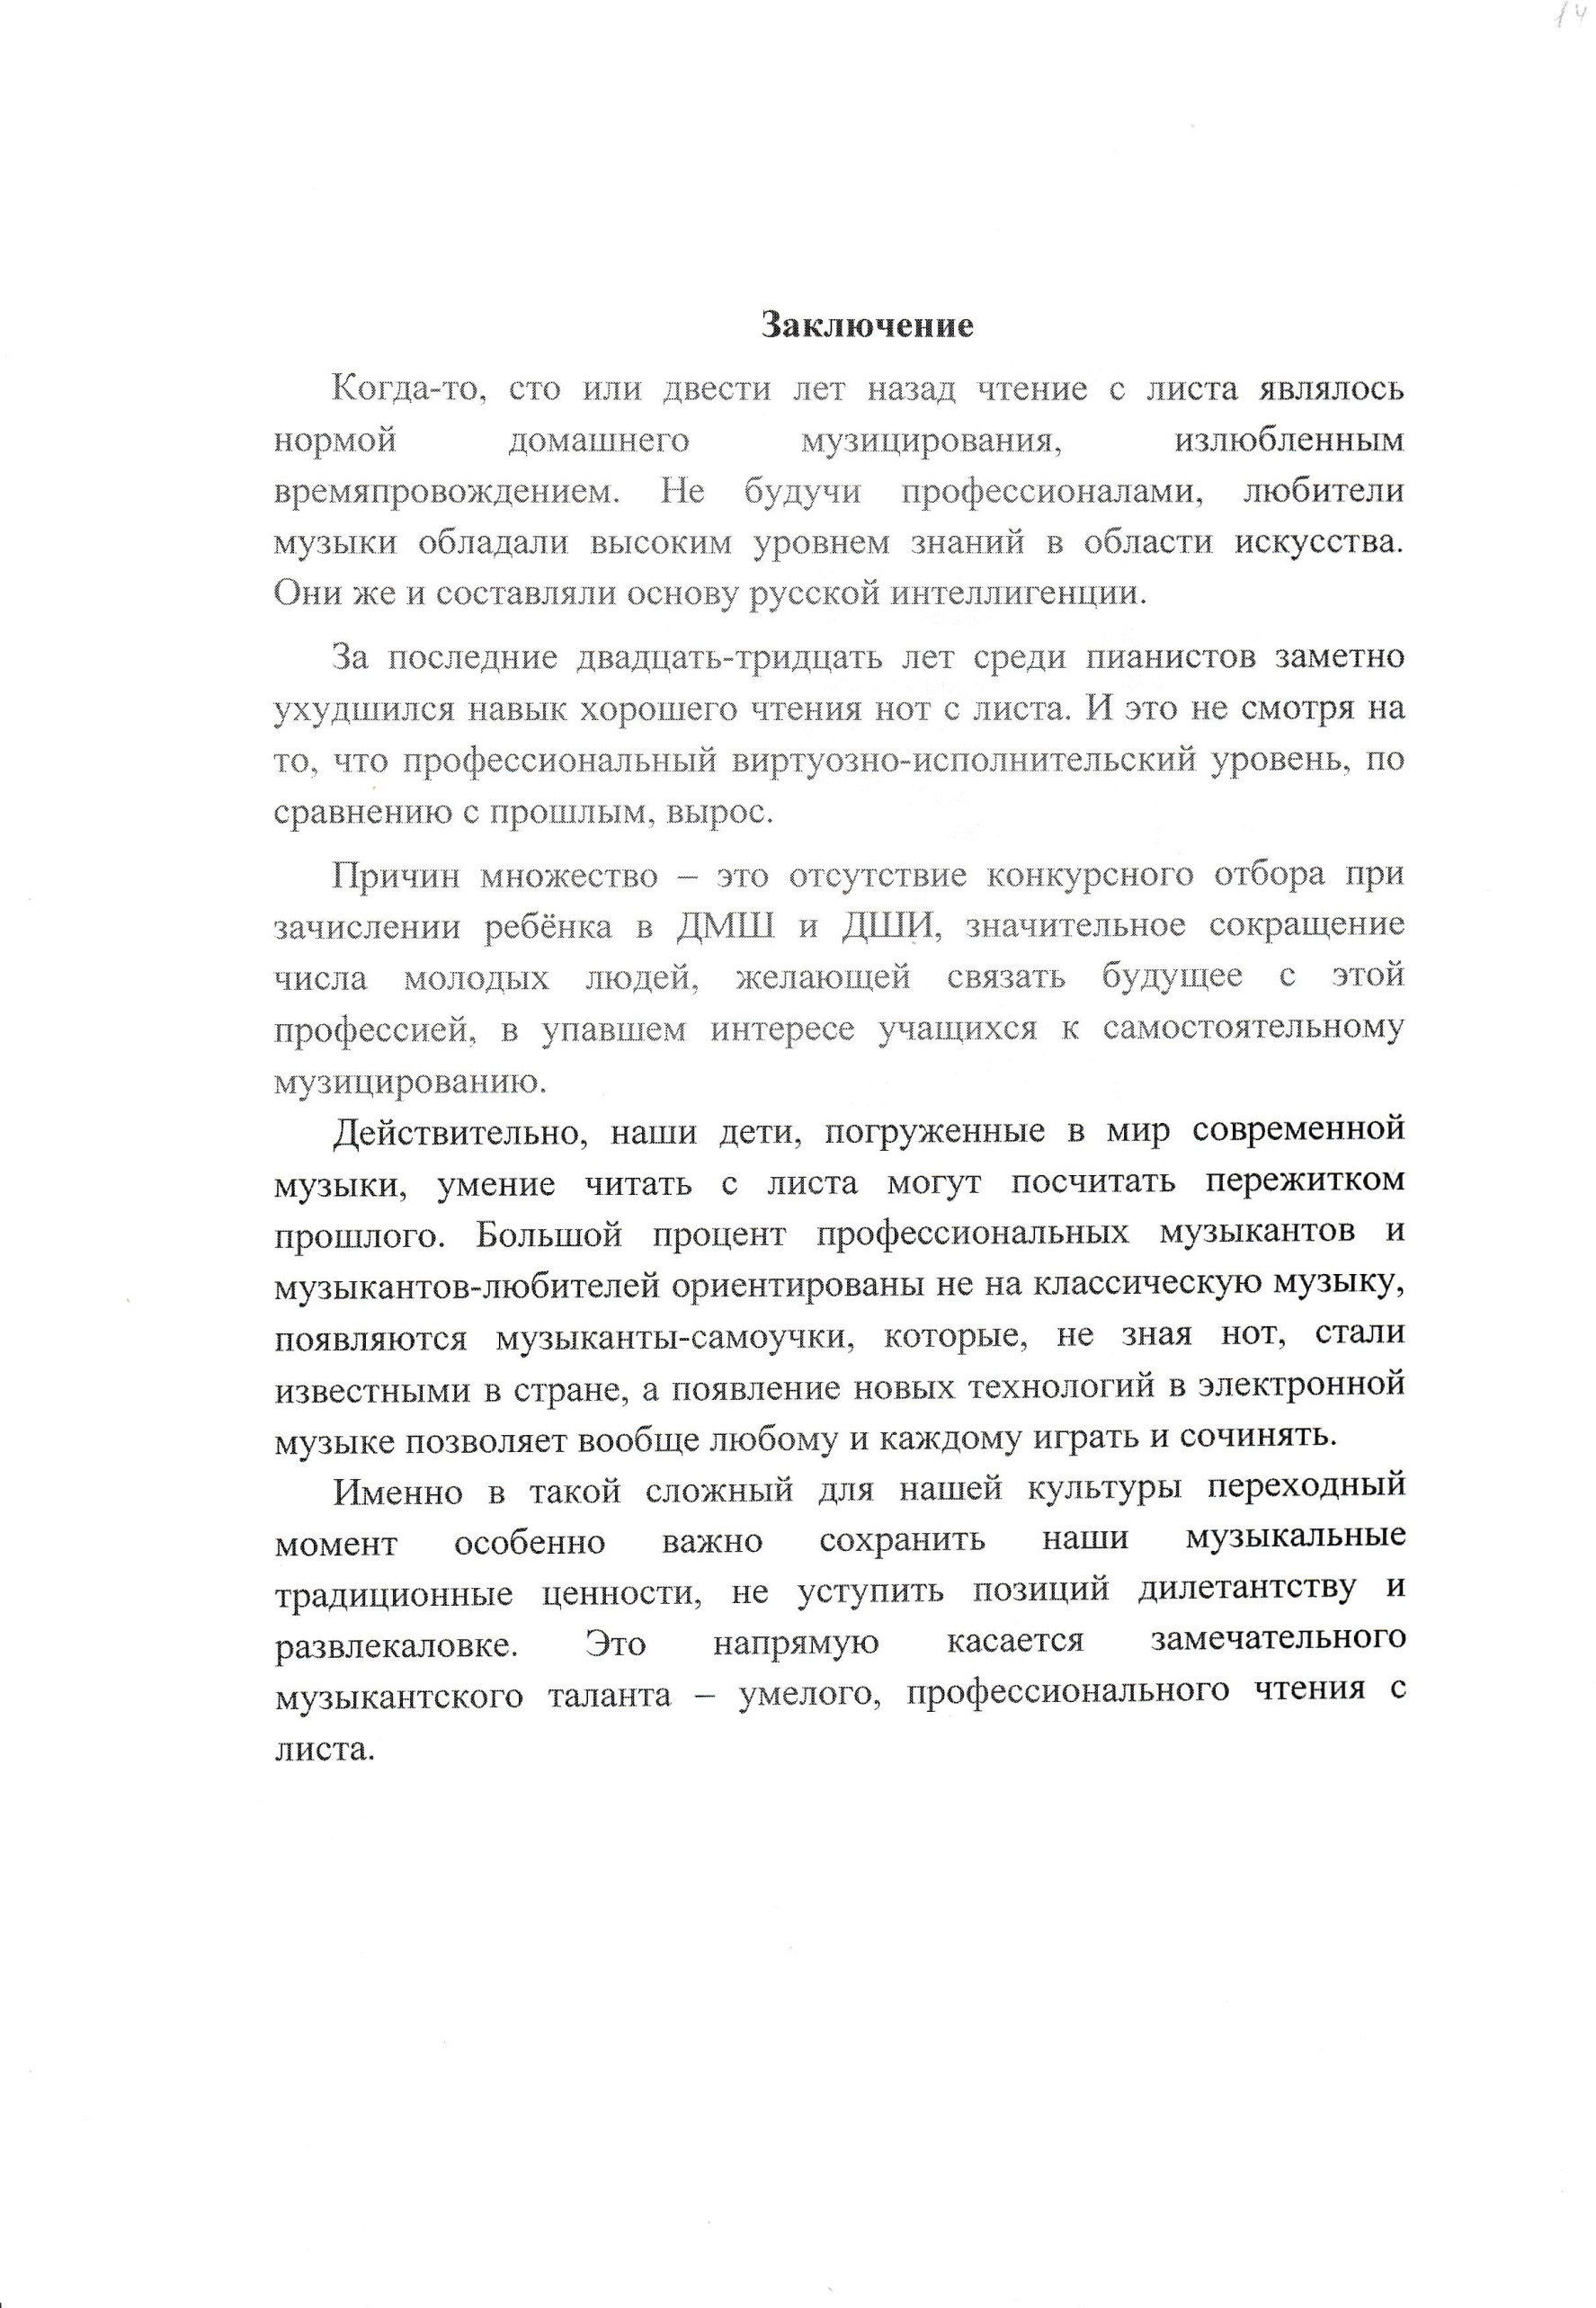 14
Заключение
Когда-то, сто или двести лет назад чтение с листа являлось
нормой домашнего музицирования, излюбленным
времяпровождением. Не будучи профессионалами, любители
музыки обладали высоким уровнем знаний в области искусства.
Они же и составляли основу русской интеллигенции.
За последние двадцать-тридцать лет среди пианистов заметно
ухудшился навык хорошего чтения нот с листа. И это не смотря на
то, что профессиональный виртуозно-исполнительский уровень, по
сравнению с прошлым, вырос.
Причин множество – это отсутствие конкурсного отбора при
зачислении ребёнка в ДМШ и ДШИ, значительное сокращение
числа молодых людей, желающей связать будущее с этой
профессией, в упавшем интересе учащихся к самостоятельному
музицированию.
Действительно, наши дети, погруженные в мир современной
музыки, умение читать с листа могут посчитать пережитком
прошлого. Большой процент профессиональных музыкантов и
музыкантов-любителей ориентированы не на классическую музыку,
появляются музыканты-самоучки, которые, не зная нот, стали
известными в стране, а появление новых технологий в электронной
музыке позволяет вообще любому и каждому играть и сочинять.
Именно в такой сложный для нашей культуры переходный
момент особенно важно сохранить наши музыкальные
традиционные ценности, не уступить позиций дилетантству и
развлекаловке. Это напрямую касается замечательного
музыкантского таланта – умелого, профессионального чтения с
листа.